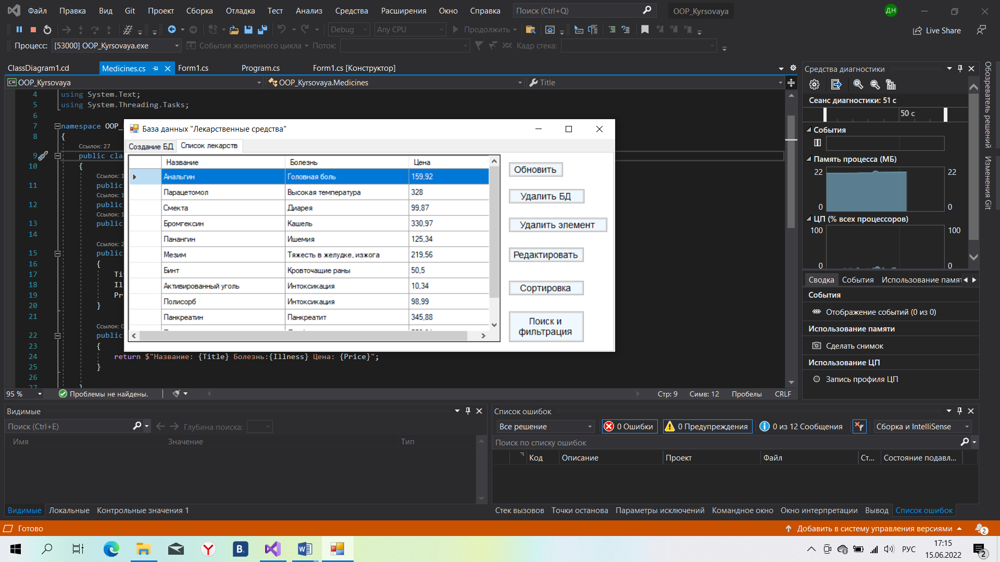 Файл Правка Вид Git Проект Сборка Отладка Тест Анализ Средства Расширения Окно Справка Поиск (Ctrl+Q) OOP_Kyrsovaya ДН
Debug Any CPU Продолжить Live Share
Процесс: [53000] OOP_Kyrsovaya.exe События жизненного цикла Поток: Кадр стека:
ClassDiagram1.cd Medicines.cs Form1.cs Program.cs Form1.cs [Конструктор]
OOP_Kyrsovaya OOP_Kyrsovaya.Medicines Title
4 using System.Text;
5 using System.Threading.Tasks;
6
7 namespace OOP_
8 {
Ссылок: 27
9 public cla
10 {
Ссылок: 1
11 public
Ссылок: 1
12 public
Ссылок: 1
13 public
14
Ссылок: 2
15 public
16 {
17 Ti
18 Il
19 Pr
20 }
21
Ссылок: 0
22 public
23 {
24 return $"Название: {Title} Болезнь:{Illness} Цена: {Price}";
25 }
26
27 }
База данных "Лекарственные средства"
Создание БД Список лекарств
Название Болезнь Цена
Анальгин Головная боль 159,92
Парацетомол Высокая температура 328
Смекта Диарея 99,87
Бромгексин Кашель 330,97
Панангин Ишемия 125,34
Мезим Тяжесть в желудке, изжога 219,56
Бинт Кровточащие раны 50,5
Активированный уголь Интоксикация 10,34
Полисорб Интоксикация 98,99
Панкреатин Панкреатит 345,88
Обновить
Удалить БД
Удалить элемент
Редактировать
Сортировка
Поиск и
фильтрация
95 % Проблемы не найдены. Стр: 9 Симв: 12 Пробелы CRLF
Средства диагностики
Сеанс диагностики: 51 с
50 с
События
Память процесса (МБ)
22 22
0 0
ЦП (% всех процессоров)
100 100
0 0
Сводка События Использование памят
События
Отображение событий (0 из 0)
Использование памяти
Сделать снимок
Использование ЦП
Запись профиля ЦП
Обозреватель решений
Изменения Git
Видимые
Поиск (Ctrl+E) Глубина поиска:
Имя Значение Тип
Видимые Локальные Контрольные значения 1
Список ошибок
Все решение 0 Ошибки 0 Предупреждения 0 из 12 Сообщения Сборка и IntelliSense
Поиск по списку ошибок
Код Описание Проект Файл Ст... Состояние подавл...
Стек вызовов Точки останова Параметры исключений Командное окно Окно интерпретации Вывод Список ошибок
Готово Добавить в систему управления версиями 2
B. РУС 17:15
15.06.2022 2